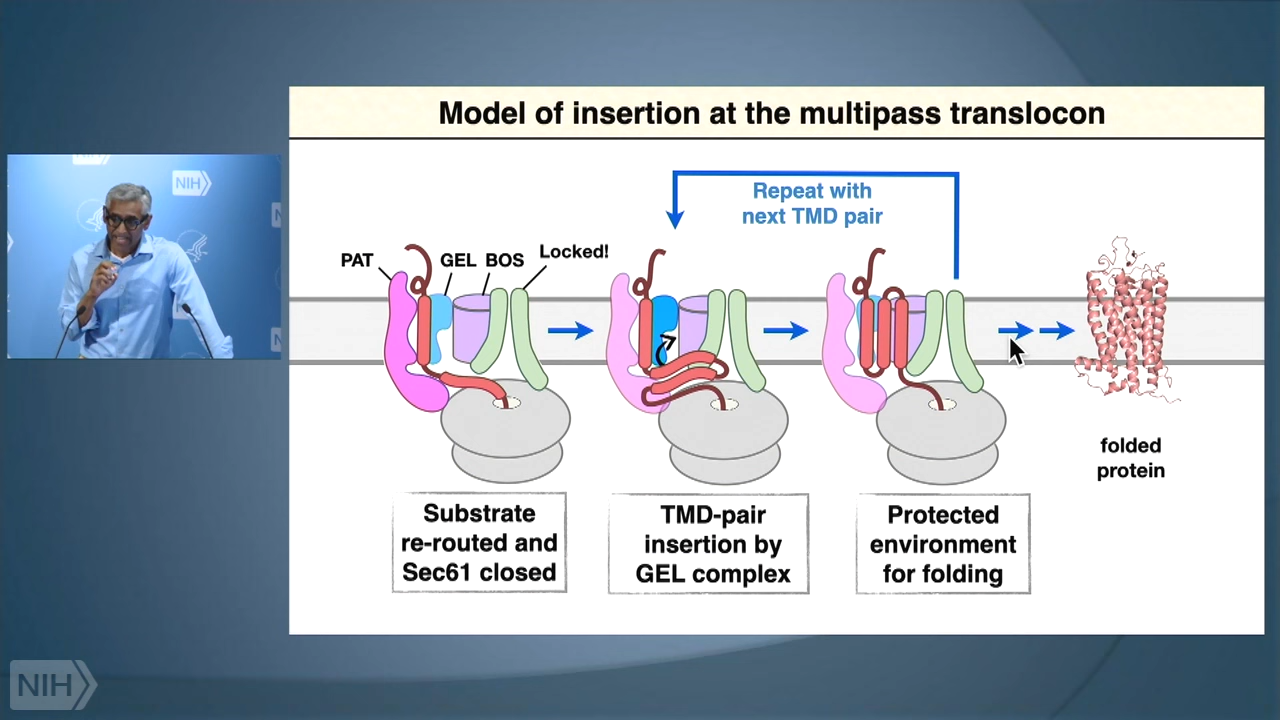 Model of insertion at the multipass translocon
NIH
Repeat with
next TMD pair
PAT
GEL
BOS
Locked!
folded
protein
Substrate
re-routed and
Sec61 closed
TMD-pair
insertion by
GEL complex
Protected
environment
for folding
NIH